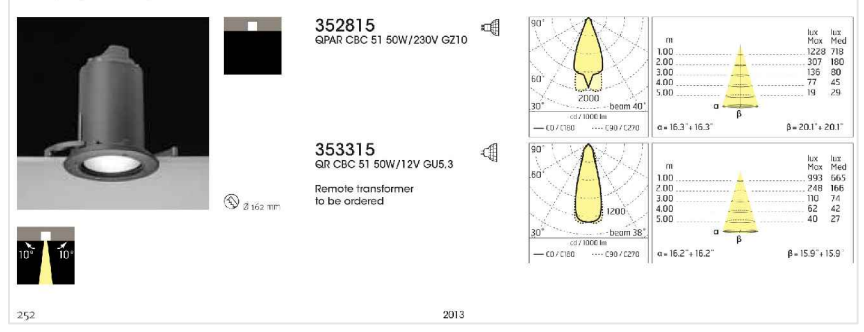 352815
QPAR CBC 51 50W/230V GZ10
90°
60°
30°
2000
beam 40°
cd / 1000 lm
C0 / C180
C90 / C270
m
lux Max
lux Med
1.00 1228 718
2.00 307 180
3.00 136 80
4.00 77 45
5.00 19 29
α
β
α = 16.3° + 16.3°
β = 20.1° + 20.1°
353315
QR CBC 51 50W/12V GU5,3
Remote transformer
to be ordered
Ø 162 mm
90°
60°
30°
1200
beam 38°
cd / 1000 lm
C0 / C180
C90 / C270
m
lux Max
lux Med
1.00 993 665
2.00 248 166
3.00 110 74
4.00 62 42
5.00 40 27
α
β
α = 16.2° + 16.2°
β = 15.9° + 15.9°
10° 10°
252
2013